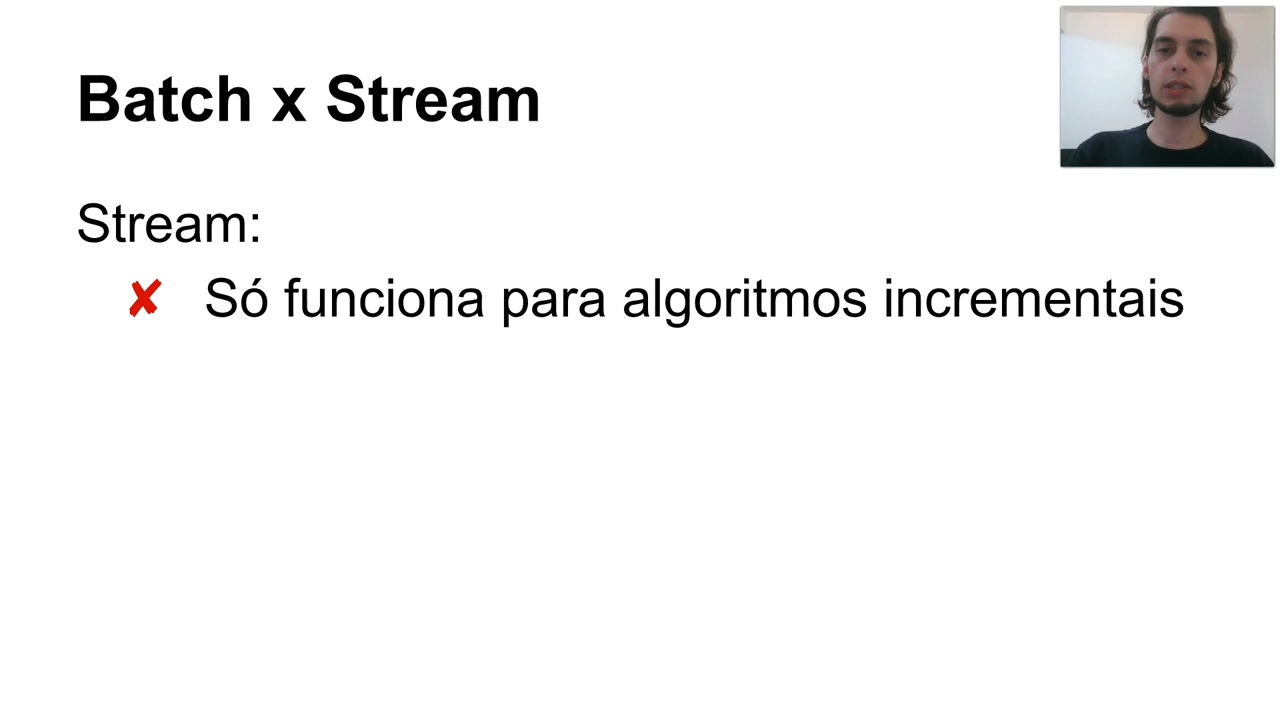 Batch x Stream
Stream:
✘ Só funciona para algoritmos incrementais